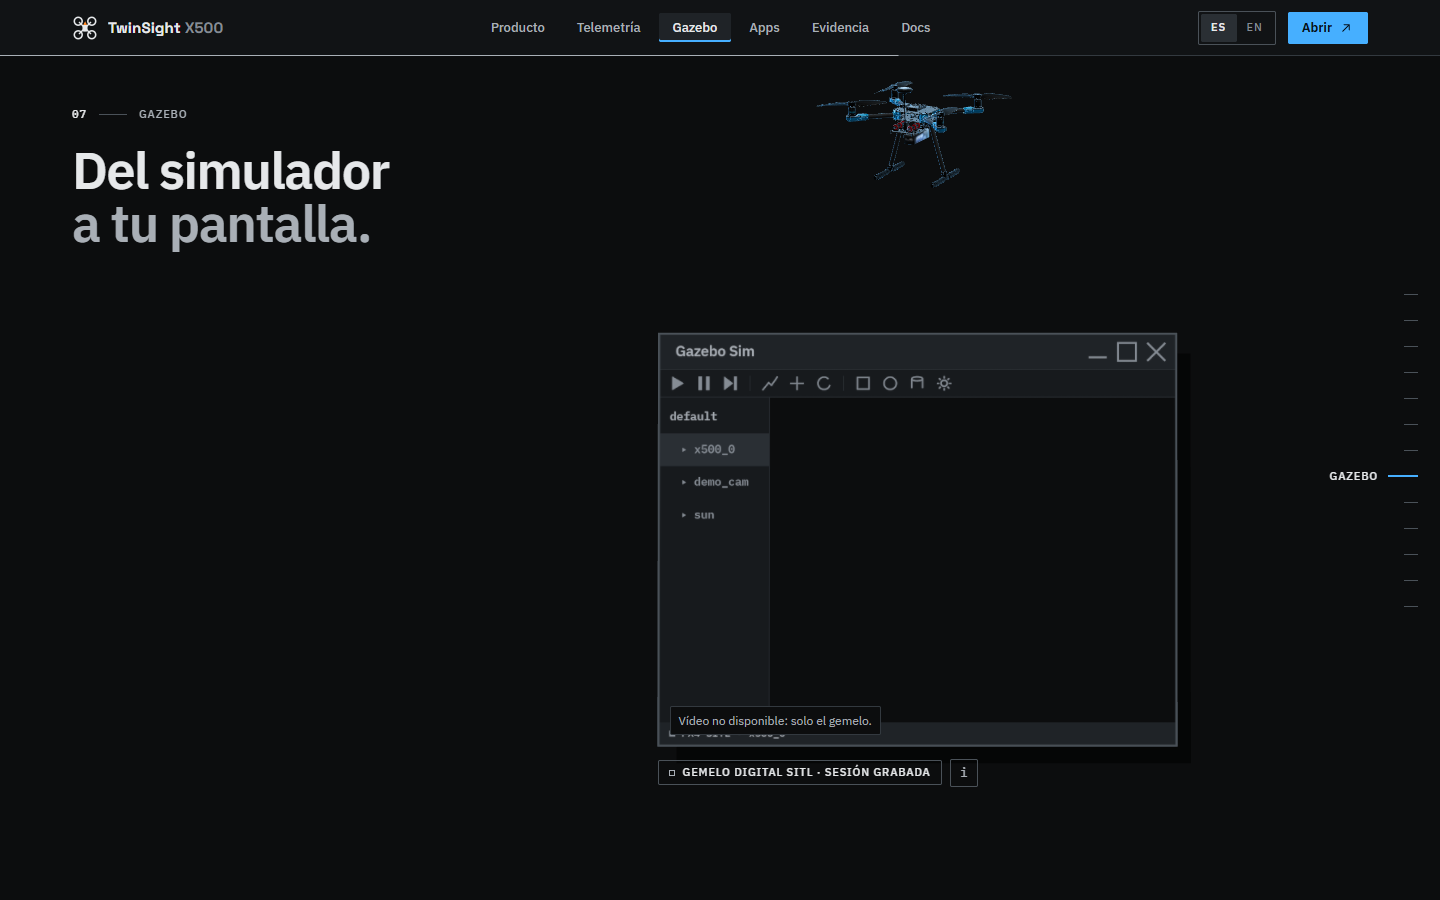 TwinSight X500
Producto
Telemetría
Gazebo
Apps
Evidencia
Docs
ES
EN
Abrir
07
GAZEBO
Del simulador
a tu pantalla.
Gazebo Sim
default
x500_0
demo_cam
sun
GAZEBO
Vídeo no disponible: solo el gemelo.
GEMELO DIGITAL SITL · SESIÓN GRABADA
i